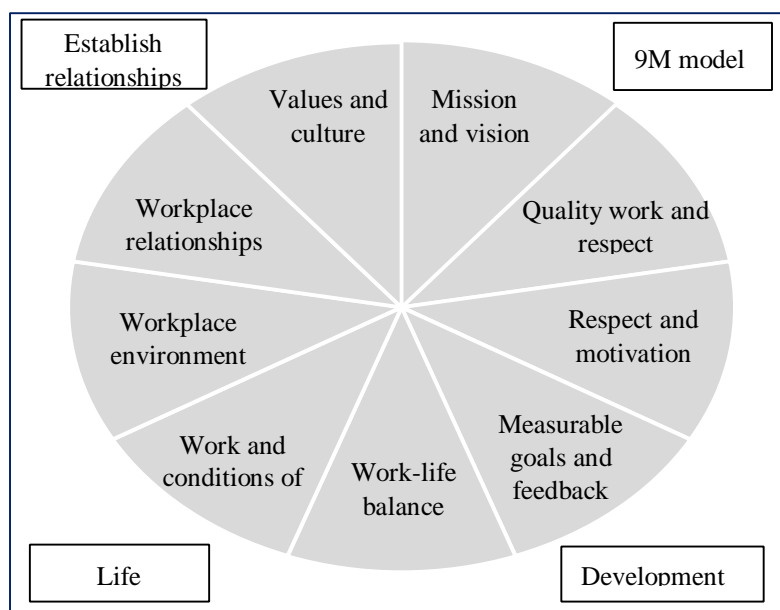 Establish
relationships
9M model
Values and
culture
Mission
and vision
Quality work and
respect
Respect and
motivation
Measurable
goals and
feedback
Work-life
balance
Work and
conditions of
Workplace
environment
Workplace
relationships
Life
Development